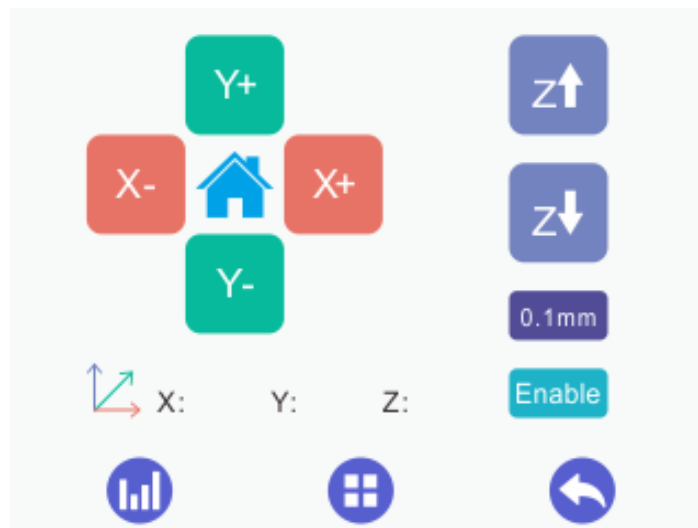 Y+
Z
X-
X+
Z
Y-
0.1mm
X: Y: Z:
Enable